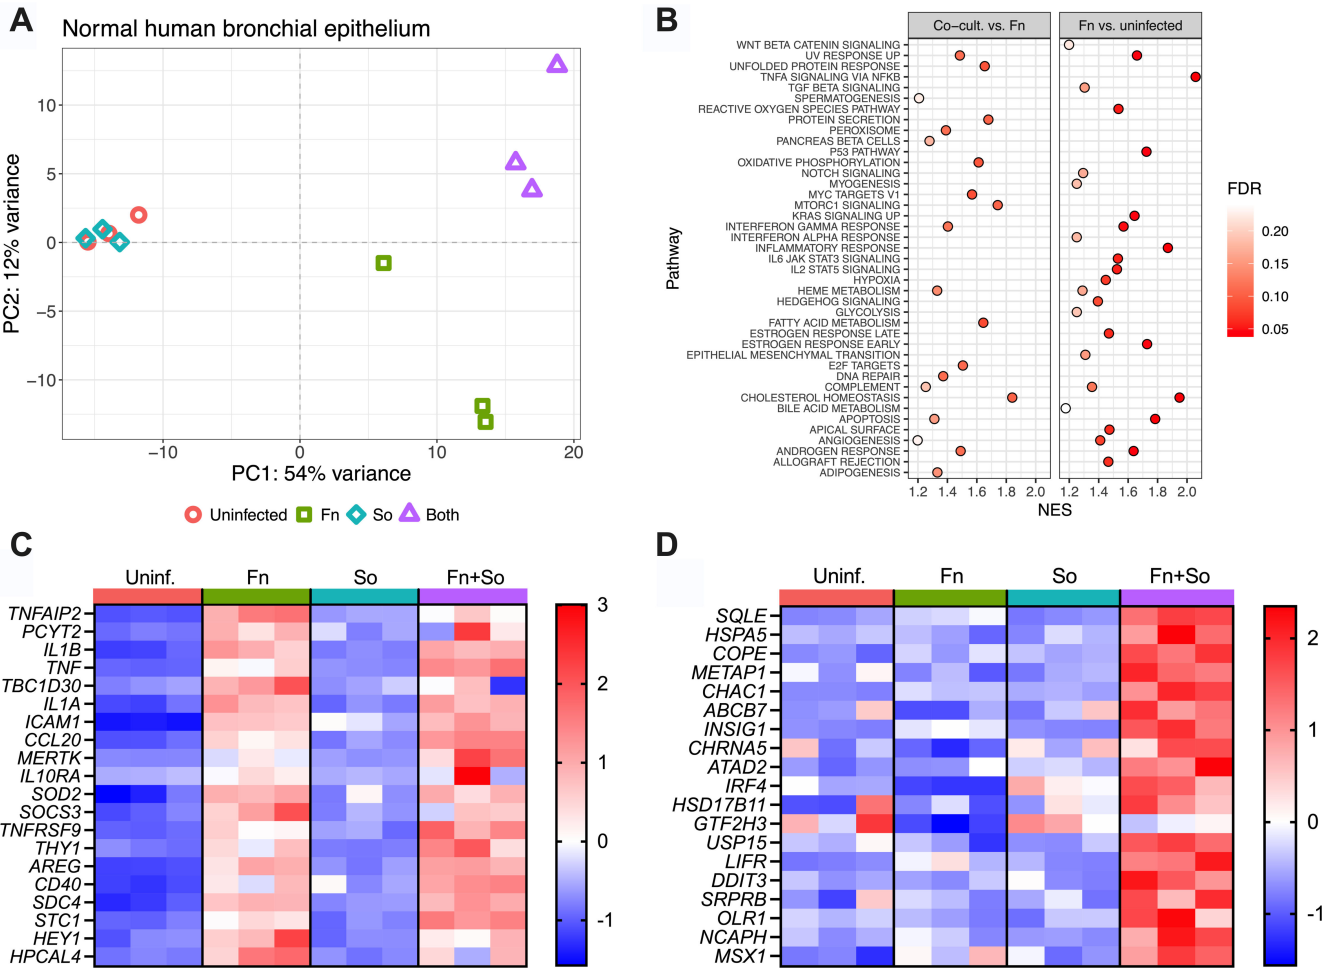 A
Normal human bronchial epithelium
PC2: 12% variance
10
5
0
−5
−10
−10
0
10
20
PC1: 54% variance
Uninfected Fn So Both
B
Co−cult. vs. Fn
Fn vs. uninfected
Pathway
WNT BETA CATENIN SIGNALING
UV RESPONSE UP
UNFOLDED PROTEIN RESPONSE
TNFA SIGNALING VIA NFKB
TGF BETA SIGNALING
SPERMATOGENESIS
REACTIVE OXYGEN SPECIES PATHWAY
PROTEIN SECRETION
PEROXISOME
PANCREAS BETA CELLS
P53 PATHWAY
OXIDATIVE PHOSPHORYLATION
NOTCH SIGNALING
MYOGENESIS
MYC TARGETS V1
MTORC1 SIGNALING
KRAS SIGNALING UP
INTERFERON GAMMA RESPONSE
INTERFERON ALPHA RESPONSE
INFLAMMATORY RESPONSE
IL6 JAK STAT3 SIGNALING
IL2 STAT5 SIGNALING
HYPOXIA
HEME METABOLISM
HEDGEHOG SIGNALING
GLYCOLYSIS
FATTY ACID METABOLISM
ESTROGEN RESPONSE LATE
ESTROGEN RESPONSE EARLY
EPITHELIAL MESENCHYMAL TRANSITION
E2F TARGETS
DNA REPAIR
COMPLEMENT
CHOLESTEROL HOMEOSTASIS
BILE ACID METABOLISM
APOPTOSIS
APICAL SURFACE
ANGIOGENESIS
ANDROGEN RESPONSE
ALLOGRAFT REJECTION
ADIPOGENESIS
1.2 1.4 1.6 1.8 2.0
1.2 1.4 1.6 1.8 2.0
NES
FDR
0.20
0.15
0.10
0.05
C
Uninf. Fn So Fn+So
TNFAIP2
PCYT2
IL1B
TNF
TBC1D30
IL1A
ICAM1
CCL20
MERTK
IL10RA
SOD2
SOCS3
TNFRSF9
THY1
AREG
CD40
SDC4
STC1
HEY1
HPCAL4
3
2
1
0
-1
D
Uninf. Fn So Fn+So
SQLE
HSPA5
COPE
METAP1
CHAC1
ABCB7
INSIG1
CHRNA5
ATAD2
IRF4
HSD17B11
GTF2H3
USP15
LIFR
DDIT3
SRPRB
OLR1
NCAPH
MSX1
2
1
0
-1